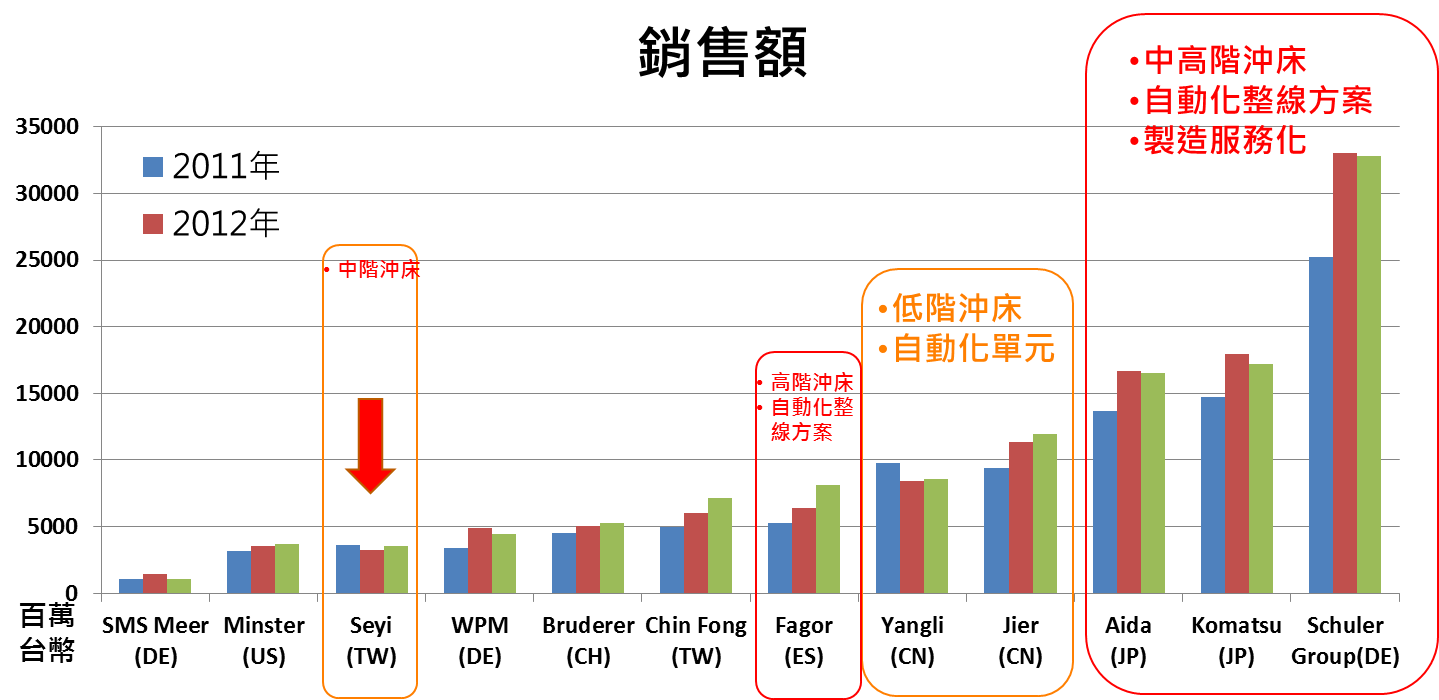 銷售額
•中高階沖床
•自動化整線方案
•製造服務化
35000
30000
25000
20000
15000
10000
5000
0
2011年
2012年
• 中階沖床
•低階沖床
•自動化單元
• 高階沖床
• 自動化整
線方案
百萬
台幣
SMS Meer
(DE)
Minster
(US)
Seyi
(TW)
WPM
(DE)
Bruderer
(CH)
Chin Fong
(TW)
Fagor
(ES)
Yangli
(CN)
Jier
(CN)
Aida
(JP)
Komatsu
(JP)
Schuler
Group(DE)